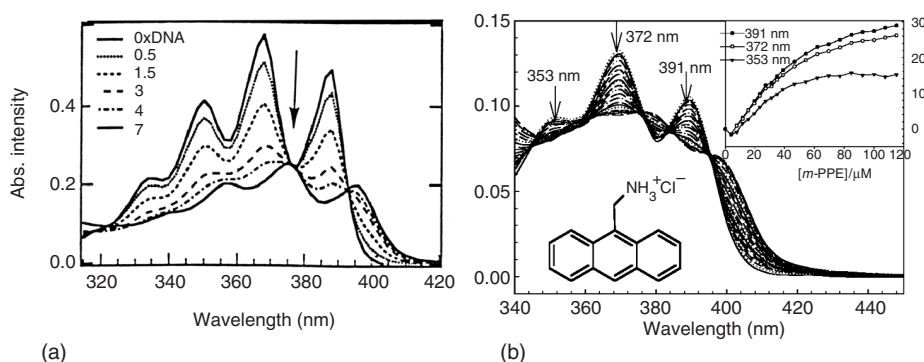 0xDNA
0.5
1.5
3
4
7
0.4
0.2
0.0
Abs. intensity
330 350 370 380 400 420
Wavelength (nm)
(a)
0.15
0.10
0.05
0.00
353 nm
372 nm
391 nm
391 nm
372 nm
353 nm
30
20
10
0
0 20 40 60 80 100 120
[m-PPE]/μM
NH₃⁺Cl⁻
340 360 380 400 420 440
Wavelength (nm)
(b)